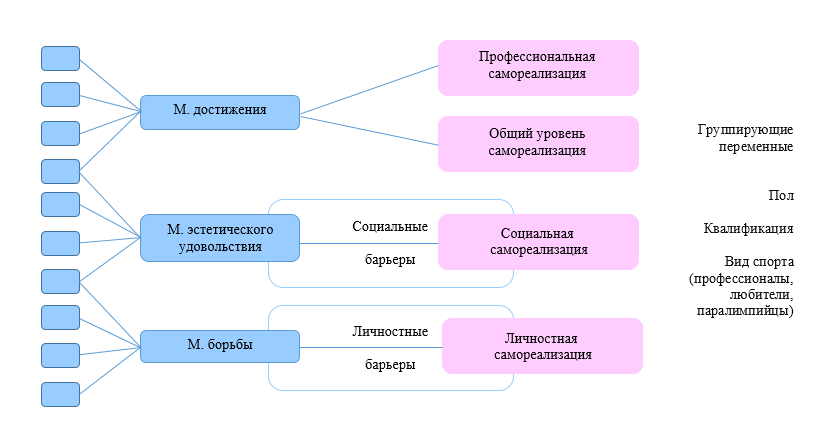 Профессиональная
самореализация
М. достижения
Общий уровень
самореализация
Группирующие
переменные
Пол
М. эстетического
удовольствия
Социальные
барьеры
Социальная
самореализация
Квалификация
Вид спорта
(профессионалы,
любители,
паралимпийцы)
М. борьбы
Личностные
барьеры
Личностная
самореализация